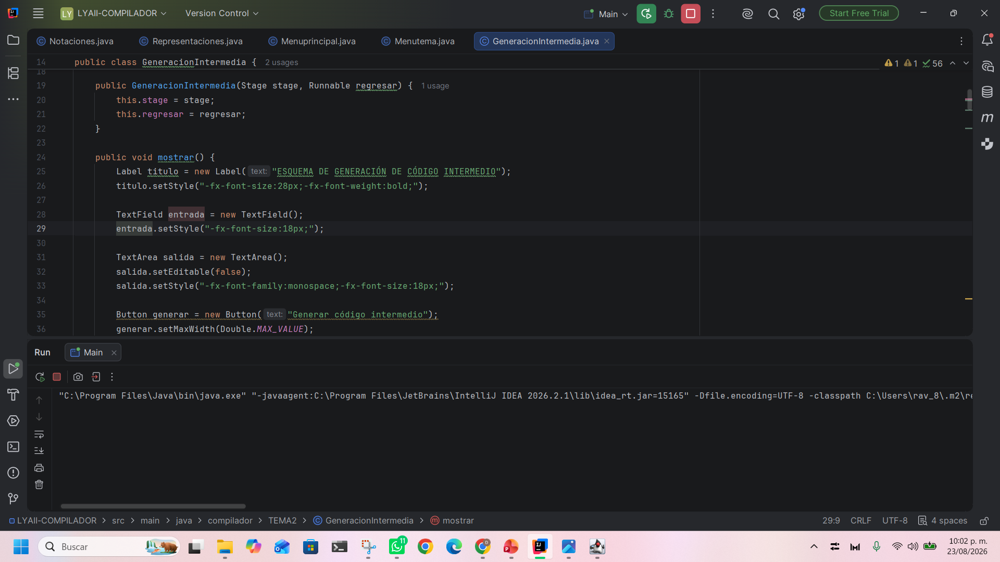 LY LYAII-COMPILADOR Version Control Main Start Free Trial
Notaciones.java Representaciones.java Menuprincipal.java Menutema.java GeneracionIntermedia.java
14 public class GeneracionIntermedia { 2 usages
1 1 56
18
19 public GeneracionIntermedia(Stage stage, Runnable regresar) { 1 usage
20 this.stage = stage;
21 this.regresar = regresar;
22 }
23
24 public void mostrar() {
25 Label titulo = new Label( text: "ESQUEMA DE GENERACIÓN DE CÓDIGO INTERMEDIO");
26 titulo.setStyle("-fx-font-size:28px;-fx-font-weight:bold;");
27
28 TextField entrada = new TextField();
29 entrada.setStyle("-fx-font-size:18px;");
30
31 TextArea salida = new TextArea();
32 salida.setEditable(false);
33 salida.setStyle("-fx-font-family:monospace;-fx-font-size:18px;");
34
35 Button generar = new Button( text: "Generar código intermedio");
36 generar.setMaxWidth(Double.MAX_VALUE);
Run Main
"C:\Program Files\Java\bin\java.exe" "-javaagent:C:\Program Files\JetBrains\IntelliJ IDEA 2026.2.1\lib\idea_rt.jar=15165" -Dfile.encoding=UTF-8 -classpath C:\Users\rav_8\.m2\re
LYAII-COMPILADOR > src > main > java > compilador > TEMA2 > GeneracionIntermedia > mostrar
29:9 CRLF UTF-8 4 spaces
Buscar
11
10:02 p. m.
23/08/2026